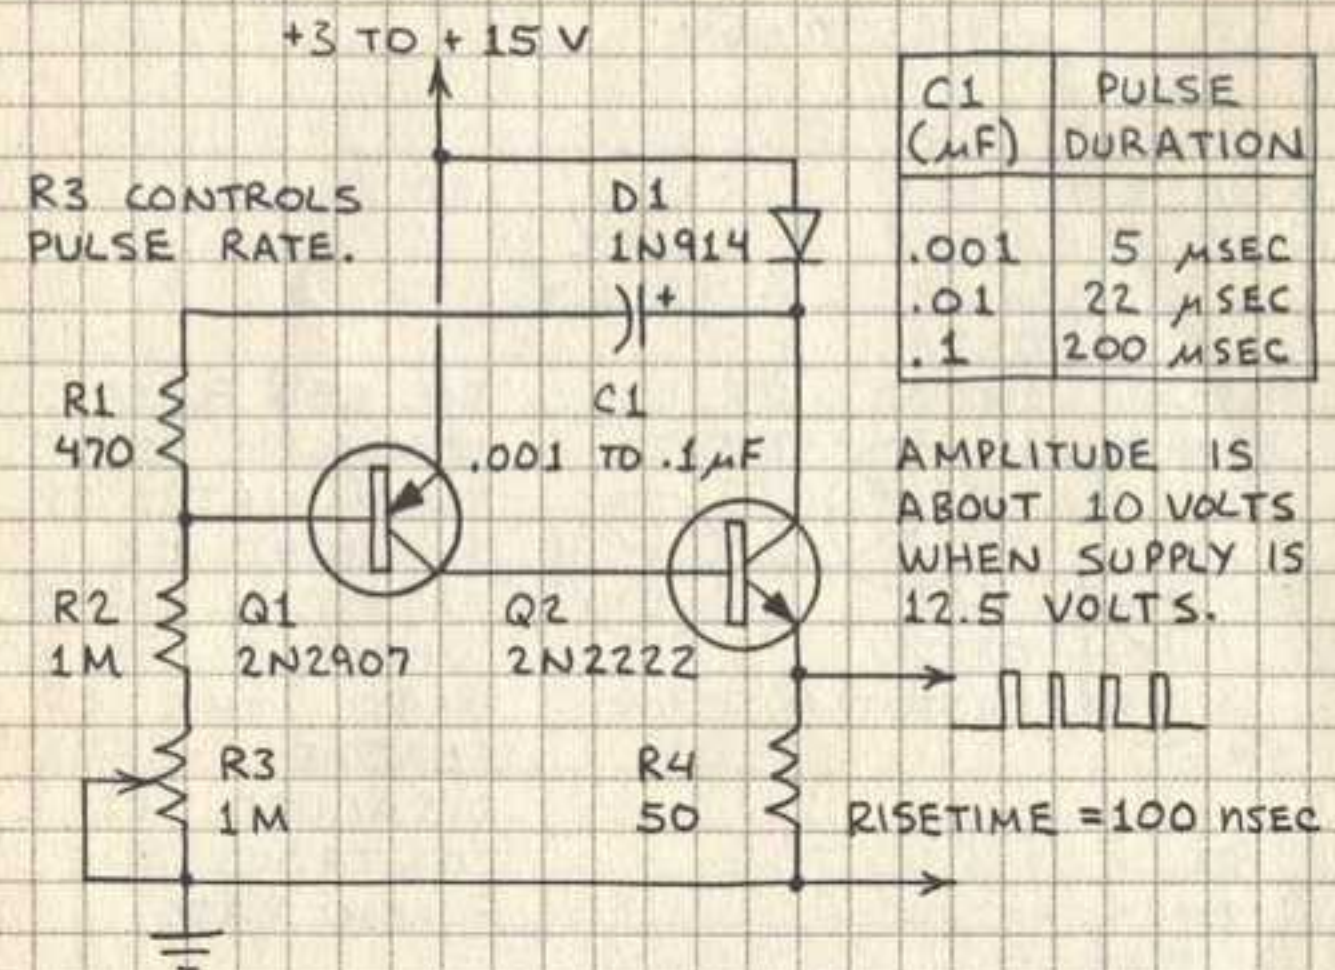 +3 TO +15 V
R3 CONTROLS
PULSE RATE.
D1
1N914
+
C1
.001 TO .1µF
R1
470
R2
1M
Q1
2N2907
Q2
2N2222
R3
1M
R4
50
C1 PULSE
(µF) DURATION
.001 5 µSEC
.01 22 µSEC
.1 200 µSEC
AMPLITUDE IS
ABOUT 10 VOLTS
WHEN SUPPLY IS
12.5 VOLTS.
RISETIME =100 nSEC